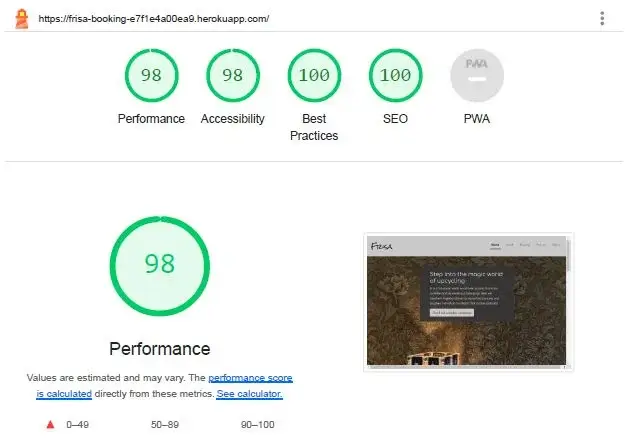 https://frisa-booking-e7f1e4a00ea9.herokuapp.com/
98 98 100 100 PWA
Performance Accessibility Best Practices SEO PWA
98
FRISA
Step into the magic world
of upcycling
Performance
Values are estimated and may vary. The performance score
is calculated directly from these metrics. See calculator.
0–49 50–89 90–100